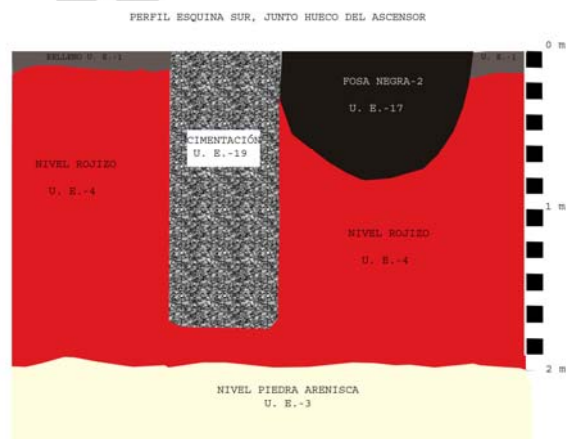 PERFIL ESQUINA SUR, JUNTO HUECO DEL ASCENSOR
0 m
RELLENO U. E.-1
U. E.-1
FOSA NEGRA-2
U. E.-17
CIMENTACIÓN
U. E.-19
NIVEL ROJIZO
U. E.-4
1 m
NIVEL ROJIZO
U. E.-4
2 m
NIVEL PIEDRA ARENISCA
U. E.-3